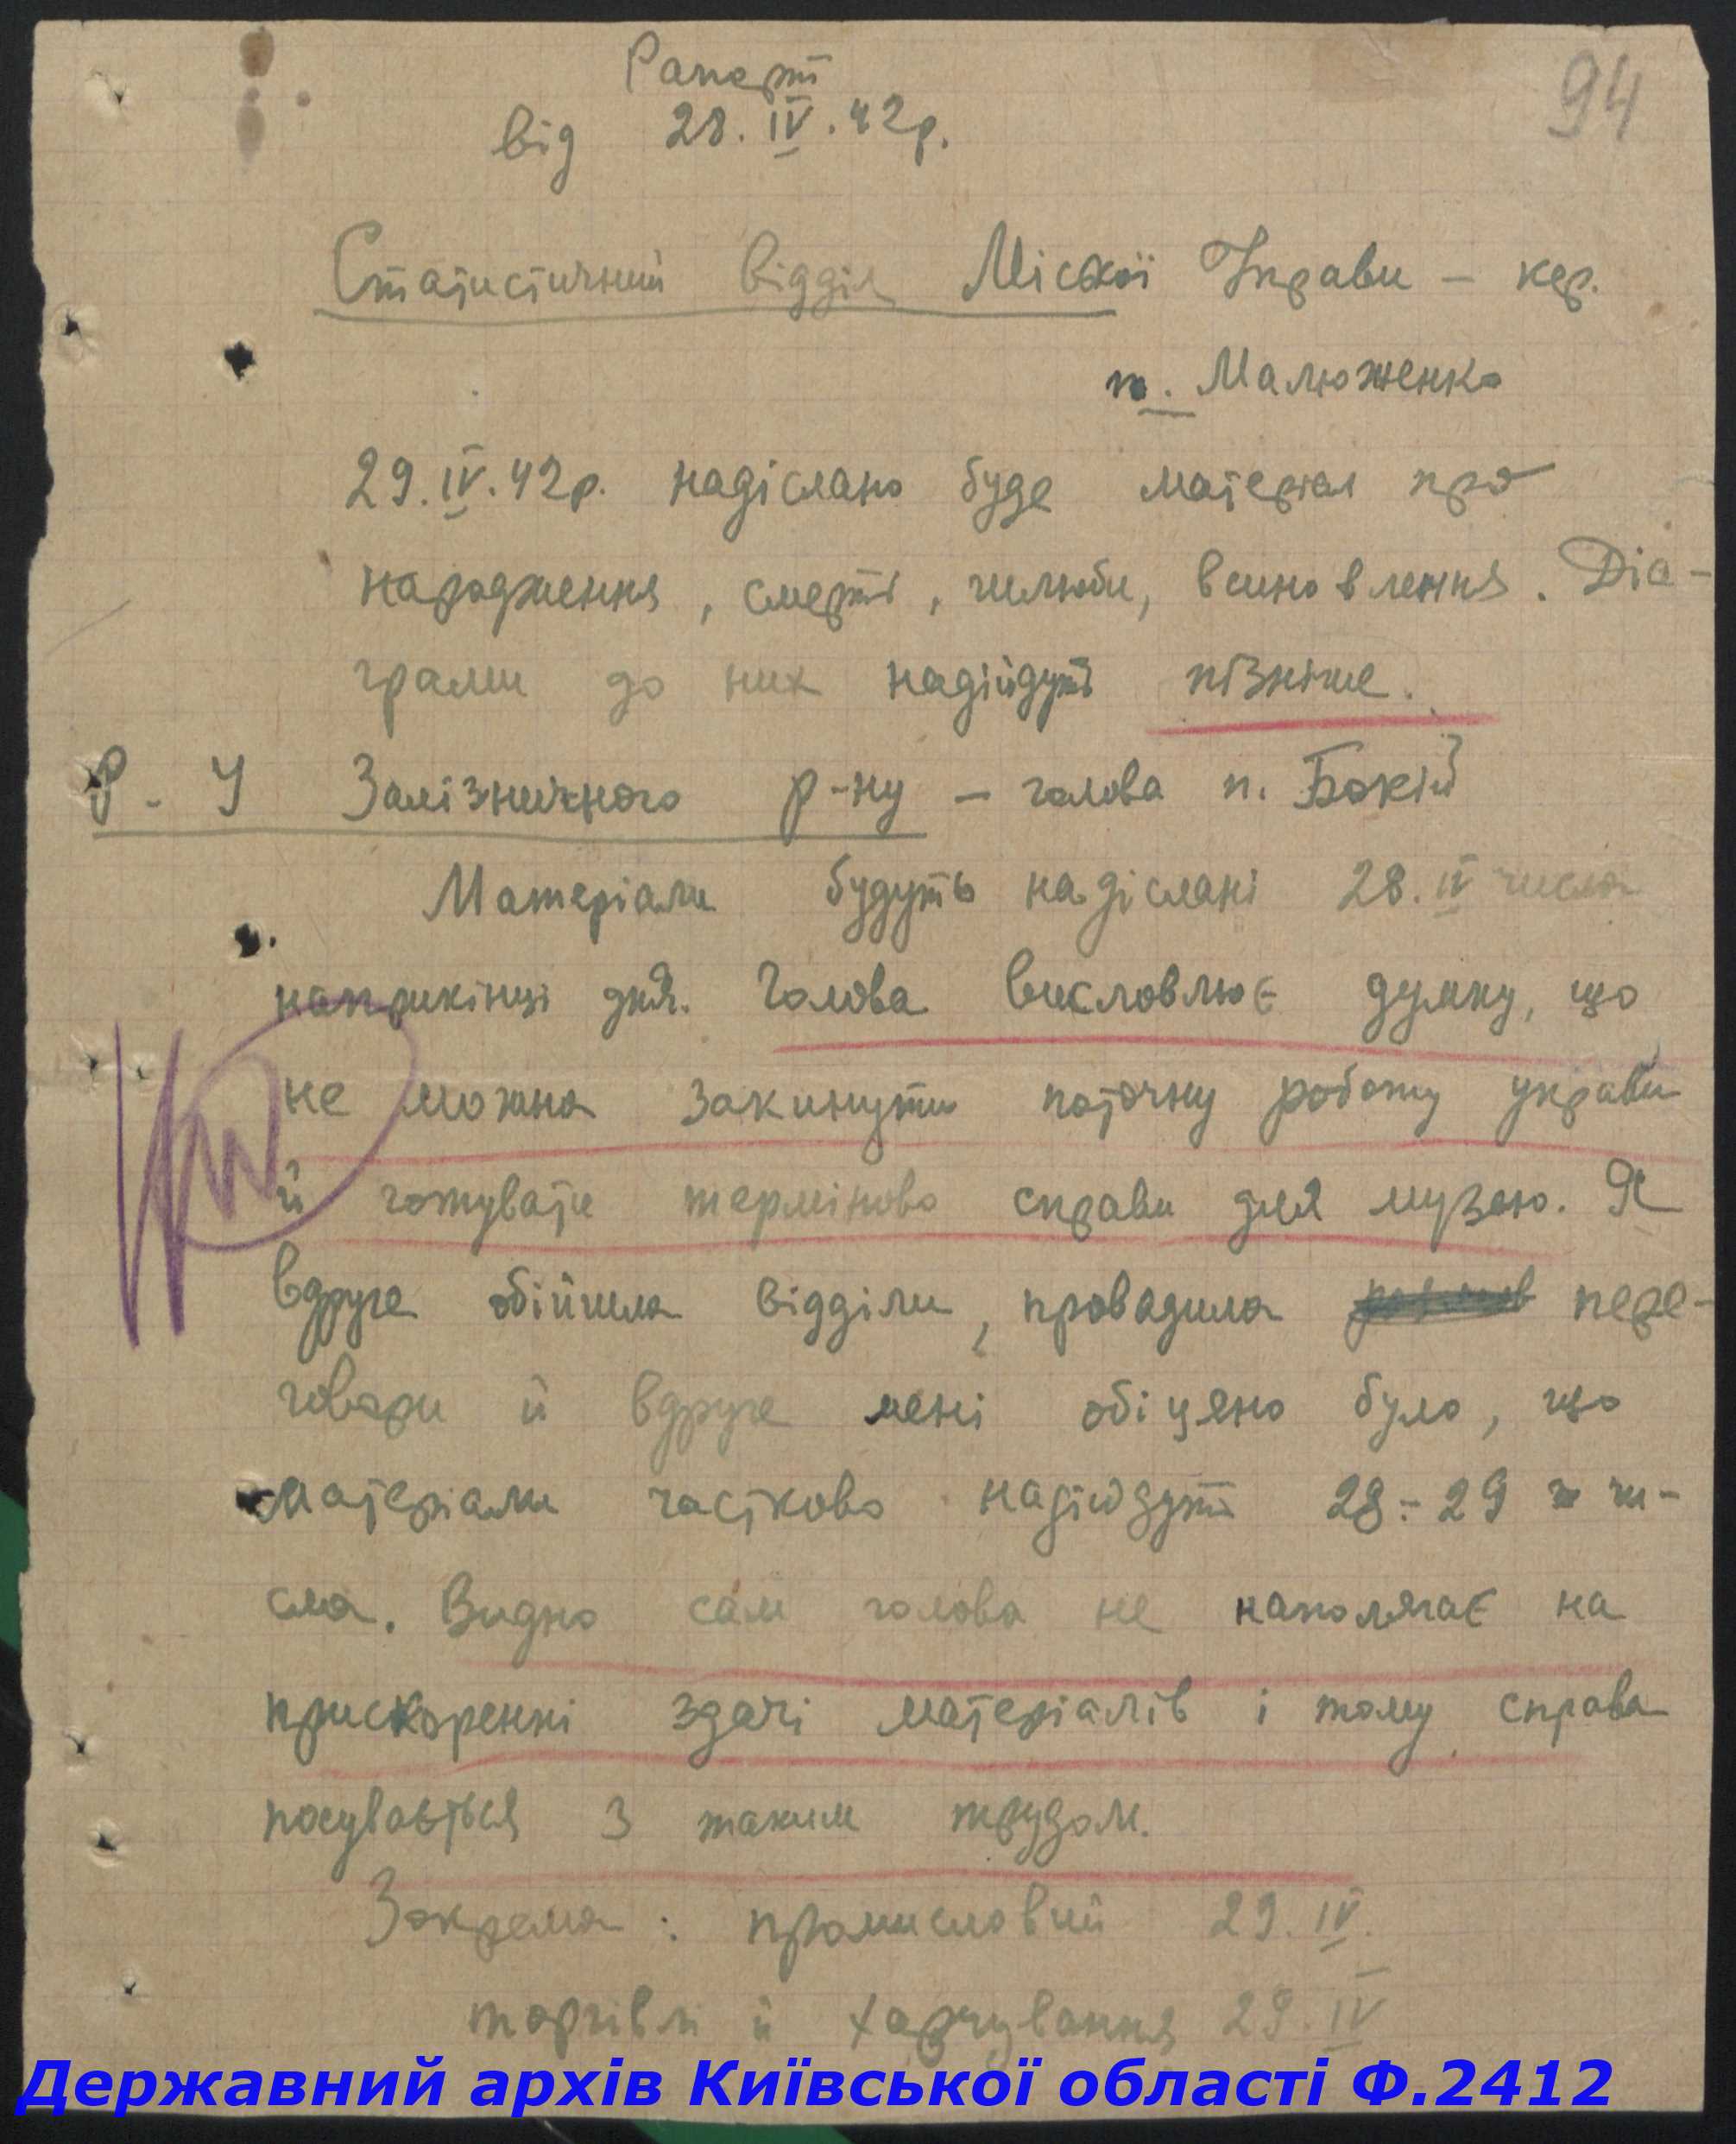 94
Рапорт
від 28.IV.42р.
Статистичний відділ Міської Управи – кер.
п. Малюженко
29.IV.42р. надіслано буде матеріал про
народження, смерті, шлюби, всиновлення. Діа-
грами до них надійдуть пізніше.
Р. У Залізничного р-ну – голова п. Бокій
Матеріали будуть надіслані 28.IV числа
наприкінці дня. Голова висловлює думку, що
не можна закинути поточну роботу управи
й готувати терміново справи для музею. Я
вдруге обійшла відділи, провадила пере-
говори й вдруге мені обіцяно було, що
матеріали частково надійдуть 28-29 чи-
сла. Видно сам голова не наполягає на
прискоренні здачі матеріалів і тому справа
посувається з таким трудом.
Зокрема: промисловий 29.IV.
торгівлі й харчування 29.IV
Державний архів Київської області Ф.2412